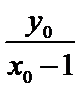 y₀
x₀ − 1